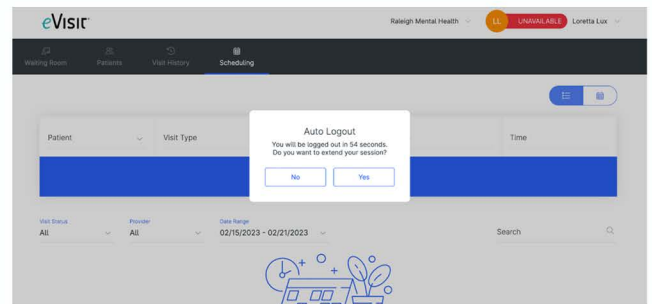 eVisit
Raleigh Mental Health
LL
UNAVAILABLE
Loretta Lux
Waiting Room
Patients
Visit History
Scheduling
Patient
Visit Type
Time
Auto Logout
You will be logged out in 54 seconds.
Do you want to extend your session?
No
Yes
Visit Status
All
Provider
All
Date Range
02/15/2023 - 02/21/2023
Search